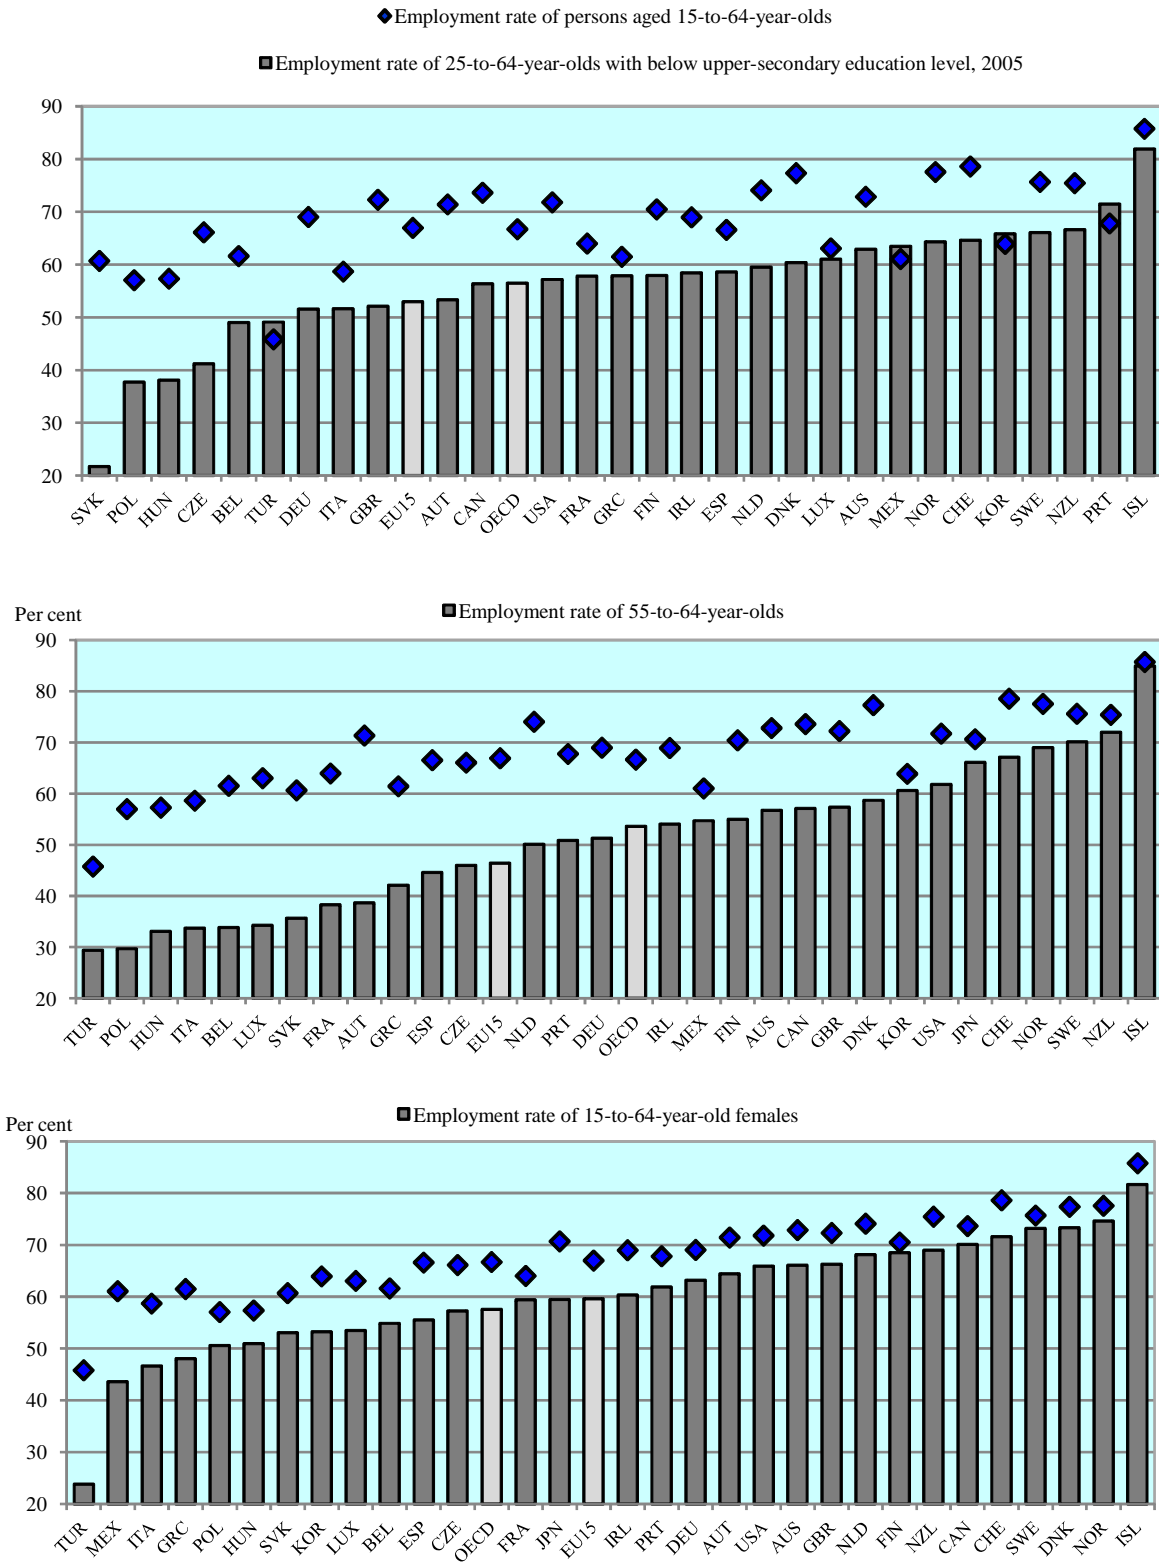 Employment rate of persons aged 15-to-64-year-olds
Employment rate of 25-to-64-year-olds with below upper-secondary education level, 2005
90
80
70
60
50
40
30
20
SVK POL HUN CZE BEL TUR DEU ITA GBR EU15 AUT CAN OECD USA FRA GRC FIN IRL ESP NLD DNK LUX AUS MEX NOR CHE KOR SWE NZL PRT ISL
Per cent
Employment rate of 55-to-64-year-olds
90
80
70
60
50
40
30
20
TUR POL HUN ITA BEL LUX SVK FRA AUT GRC ESP CZE EU15 NLD PRT DEU OECD IRL MEX FIN AUS CAN GBR DNK KOR USA JPN CHE NOR SWE NZL ISL
Per cent
Employment rate of 15-to-64-year-old females
90
80
70
60
50
40
30
20
TUR MEX ITA GRC POL HUN SVK KOR LUX BEL ESP CZE OECD FRA JPN EU15 IRL PRT DEU AUT USA AUS GBR NLD FIN NZL CAN CHE SWE DNK NOR ISL